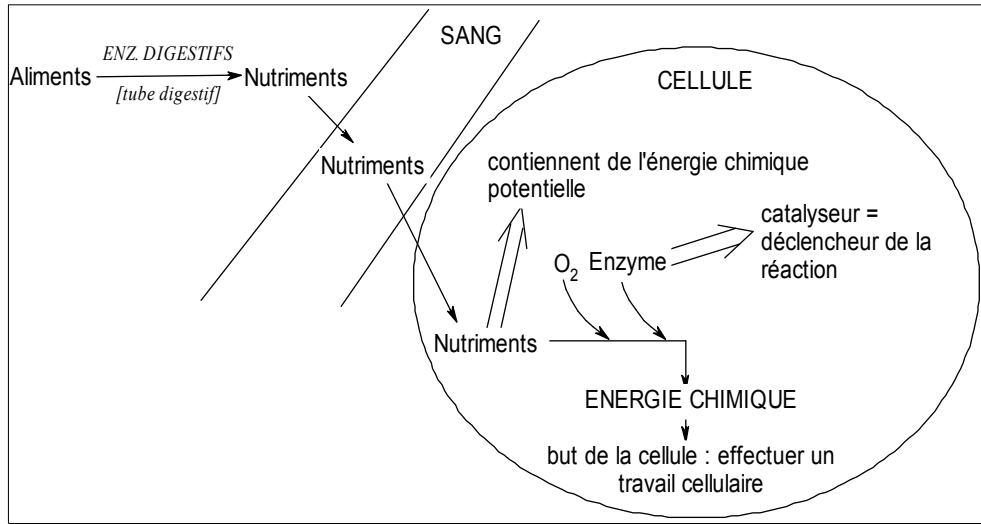 SANG
ENZ. DIGESTIFS
Aliments
Nutriments
[tube digestif]
CELLULE
Nutriments
contiennent de l'énergie chimique
potentielle
catalyseur =
déclencheur de la
réaction
O2 Enzyme
Nutriments
ENERGIE CHIMIQUE
but de la cellule : effectuer un
travail cellulaire